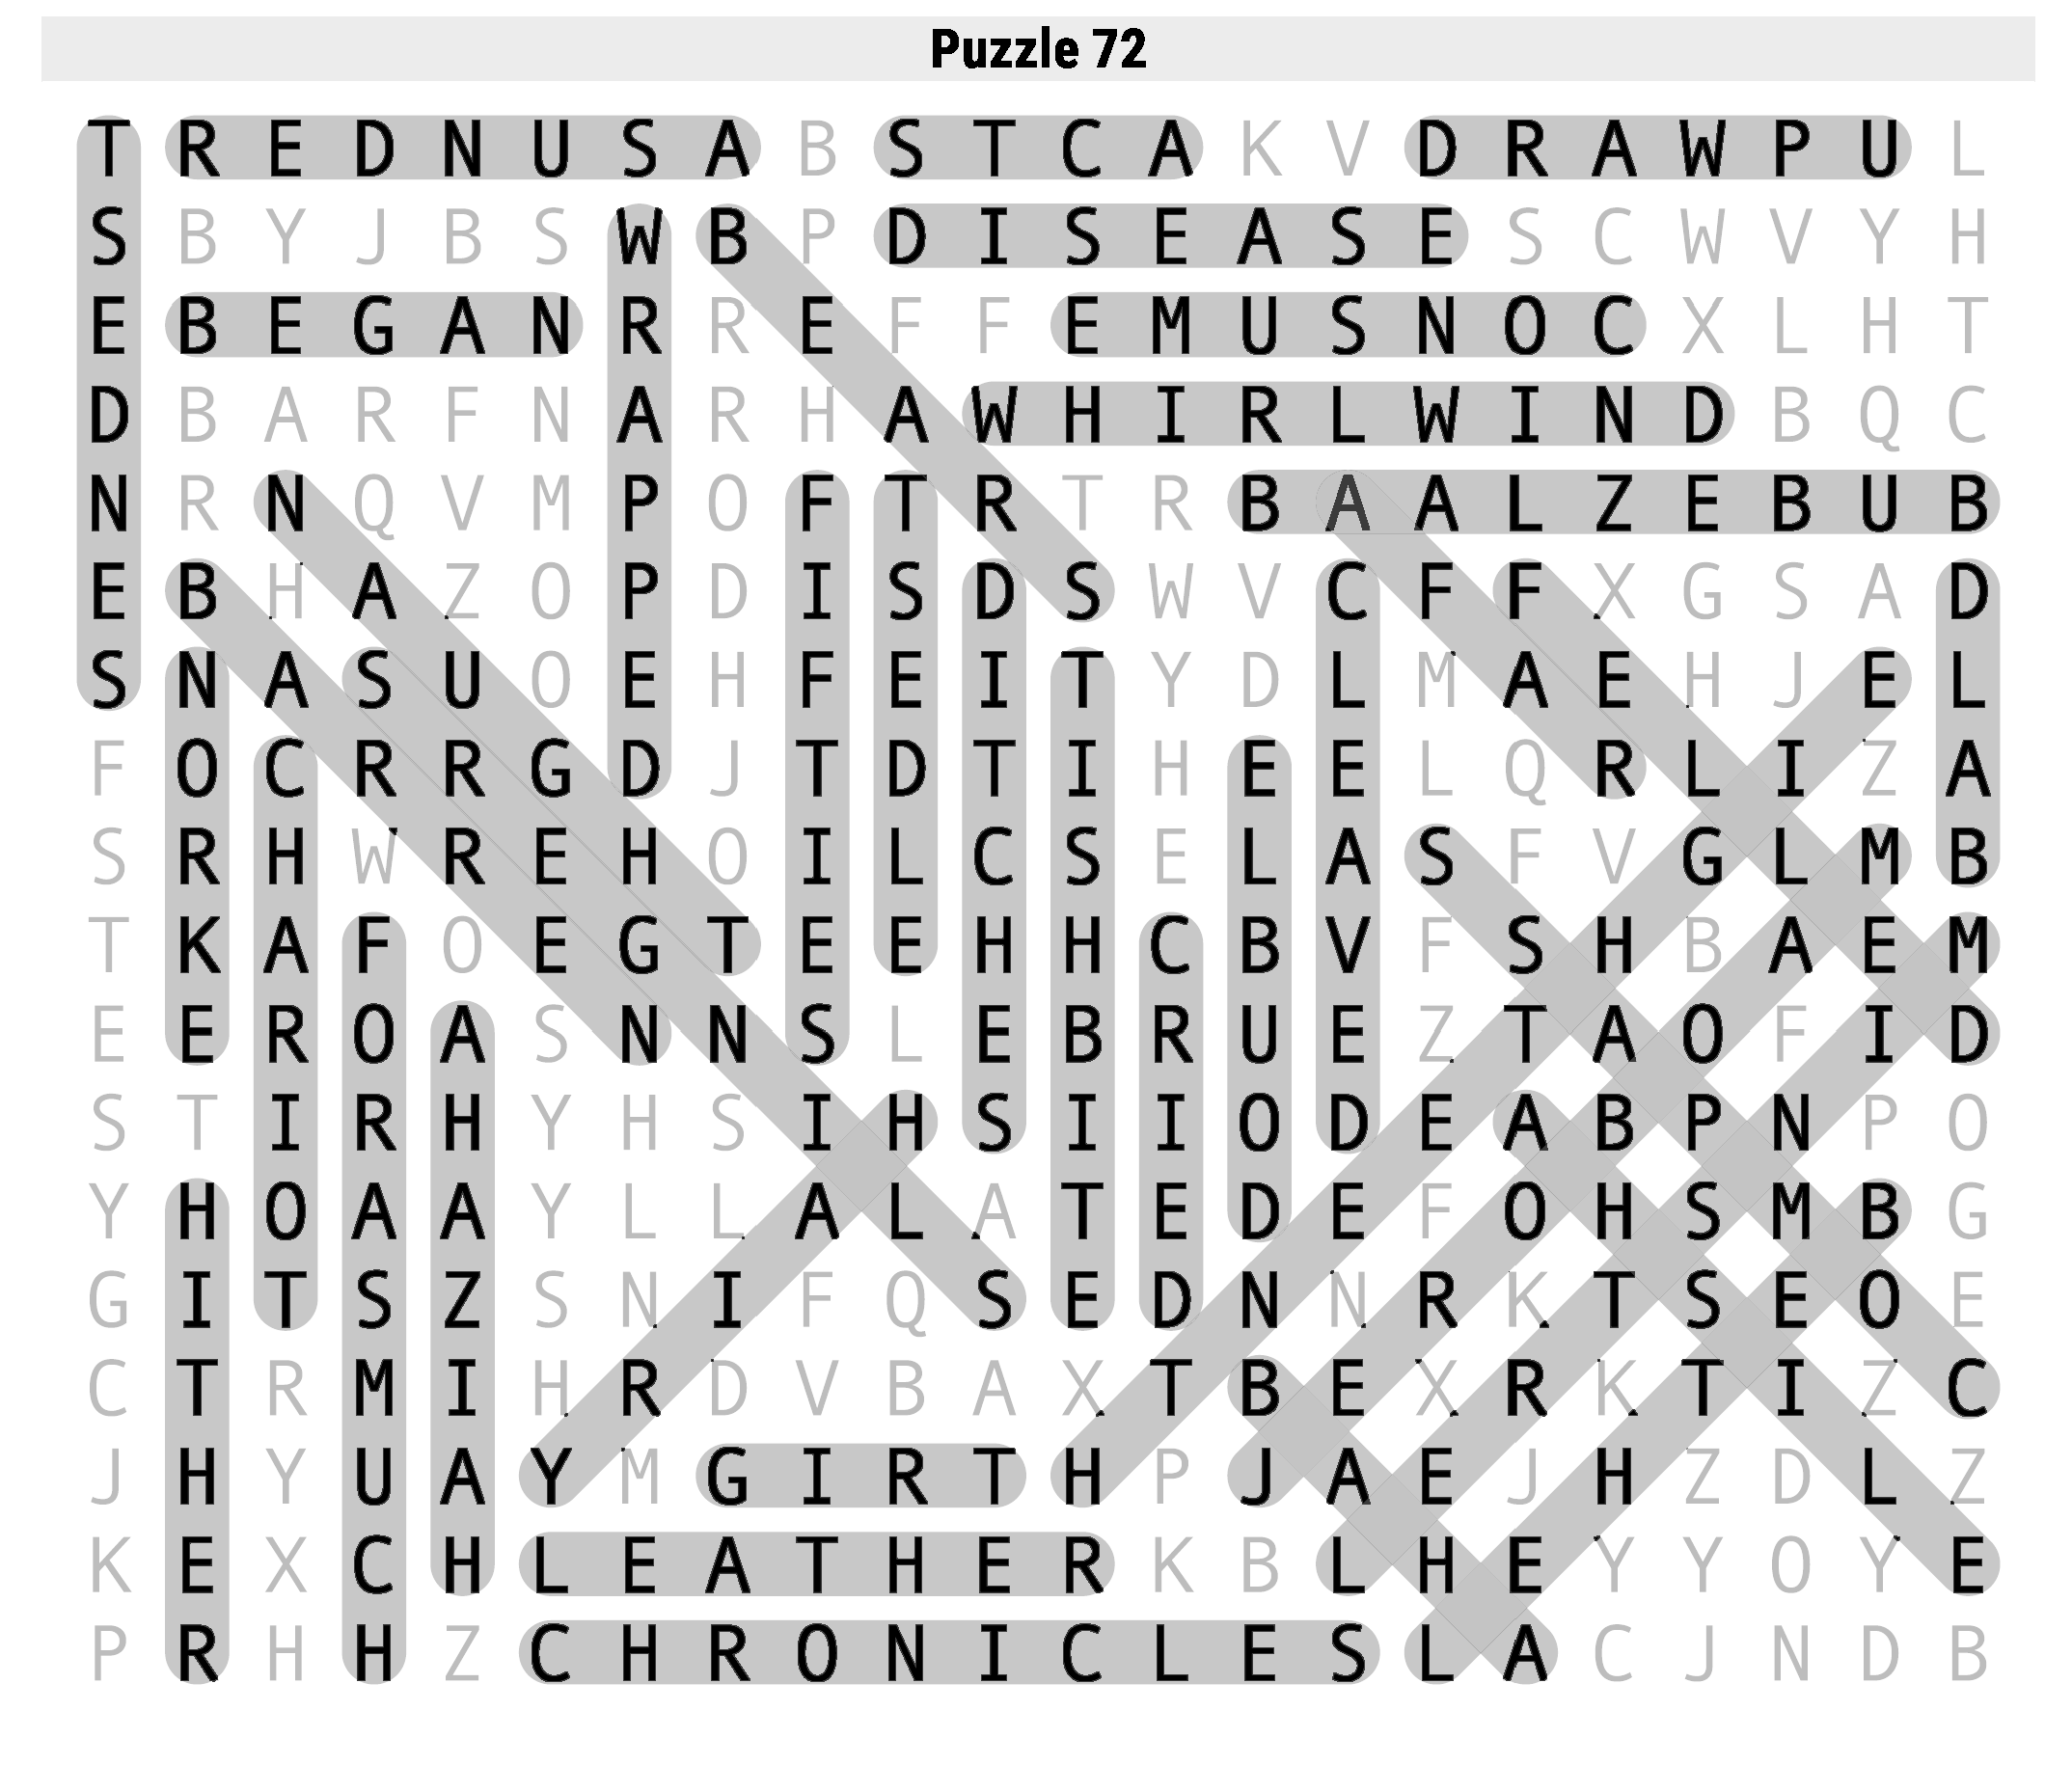 Puzzle 72
T R E D N U S A B S T C A K V D R A W P U L
S B Y J B S W B P D I S E A S E S C W V Y H
E B E G A N R R E F F E M U S N O C X L H T
D B A R F N A R H A W H I R L W I N D B Q C
N R N Q V M P O F T R T R B A A L Z E B U B
E B H A Z O P D I S D S W V C F F X G S A D
S N A S U O E H F E I T Y D L M A E H J E L
F O C R R G D J T D T I H E E L Q R L I Z A
S R H W R E H O I L C S E L A S F V G L M B
T K A F O E G T E E H H C B V F S H B A E M
E E R O A S N N S L E B R U E Z T A O F I D
S T I R H Y H S I H S I I O D E A B P N P O
Y H O A A Y L L A L A T E D E F O H S M B G
G I T S Z S N I F Q S E D N N R K T S E O E
C T R M I H R D V B A X T B E X R K T I Z C
J H Y U A Y M G I R T H P J A E J H Z D L Z
K E X C H L E A T H E R K B L H E Y Y O Y E
P R H H Z C H R O N I C L E S L A C J N D B